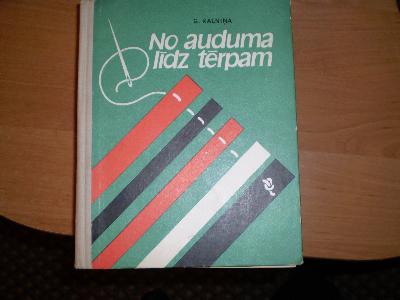 G. KALNIŅA
No auduma
līdz tērpam